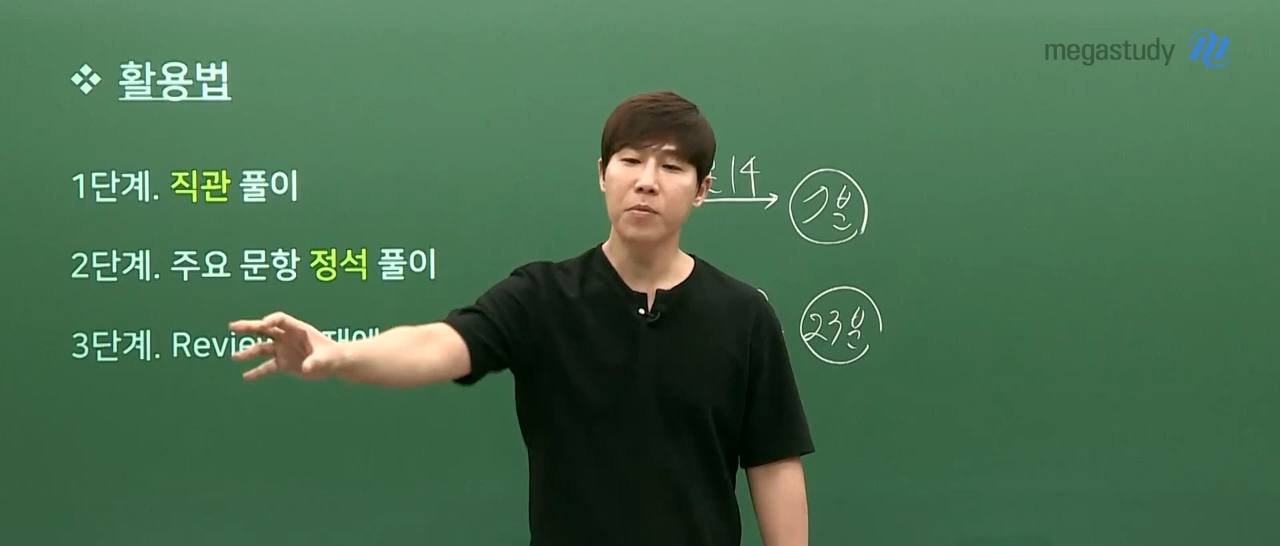 megastudy
활용법
1단계. 직관 풀이
2단계. 주요 문항 정석 풀이
3단계. Review
14
7분
23분